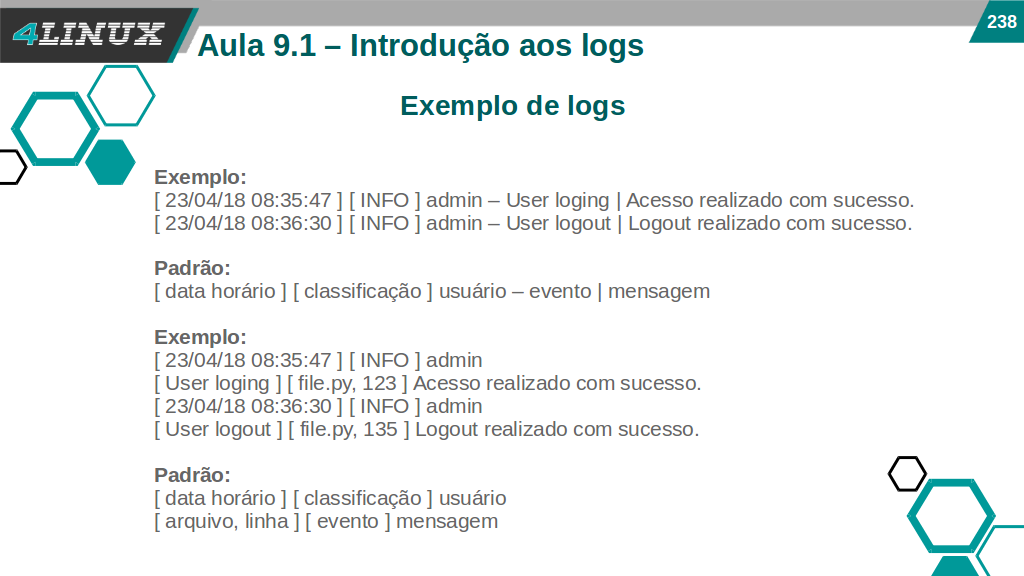 4LINUX
238
Aula 9.1 – Introdução aos logs
Exemplo de logs
Exemplo:
[ 23/04/18 08:35:47 ] [ INFO ] admin – User loging | Acesso realizado com sucesso.
[ 23/04/18 08:36:30 ] [ INFO ] admin – User logout | Logout realizado com sucesso.
Padrão:
[ data horário ] [ classificação ] usuário – evento | mensagem
Exemplo:
[ 23/04/18 08:35:47 ] [ INFO ] admin
[ User loging ] [ file.py, 123 ] Acesso realizado com sucesso.
[ 23/04/18 08:36:30 ] [ INFO ] admin
[ User logout ] [ file.py, 135 ] Logout realizado com sucesso.
Padrão:
[ data horário ] [ classificação ] usuário
[ arquivo, linha ] [ evento ] mensagem